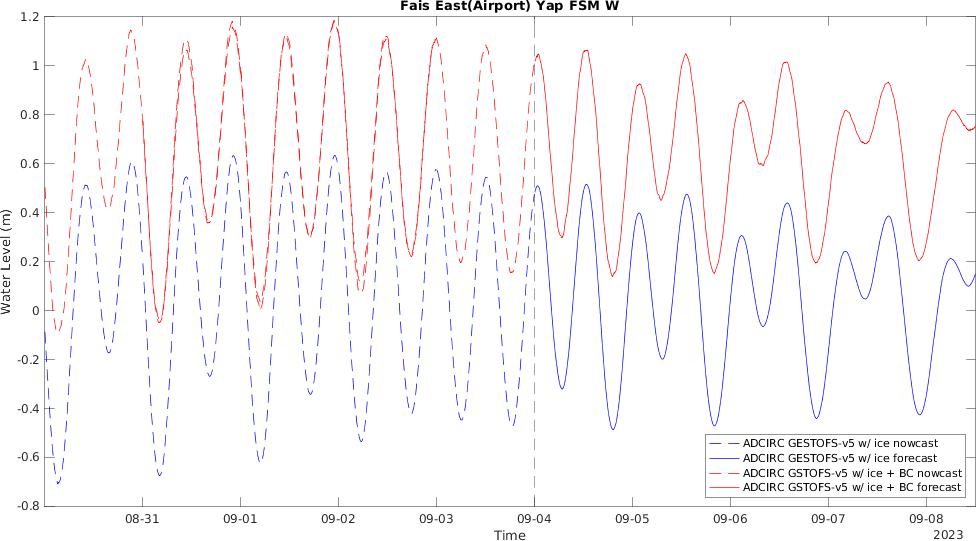 Fais East(Airport) Yap FSM W
1.2
1
0.8
0.6
0.4
0.2
0
-0.2
-0.4
-0.6
-0.8
Water Level (m)
ADCIRC GESTOFS-v5 w/ ice nowcast
ADCIRC GESTOFS-v5 w/ ice forecast
ADCIRC GSTOFS-v5 w/ ice + BC nowcast
ADCIRC GSTOFS-v5 w/ ice + BC forecast
08-31 09-01 09-02 09-03 09-04 09-05 09-06 09-07 09-08
Time
2023